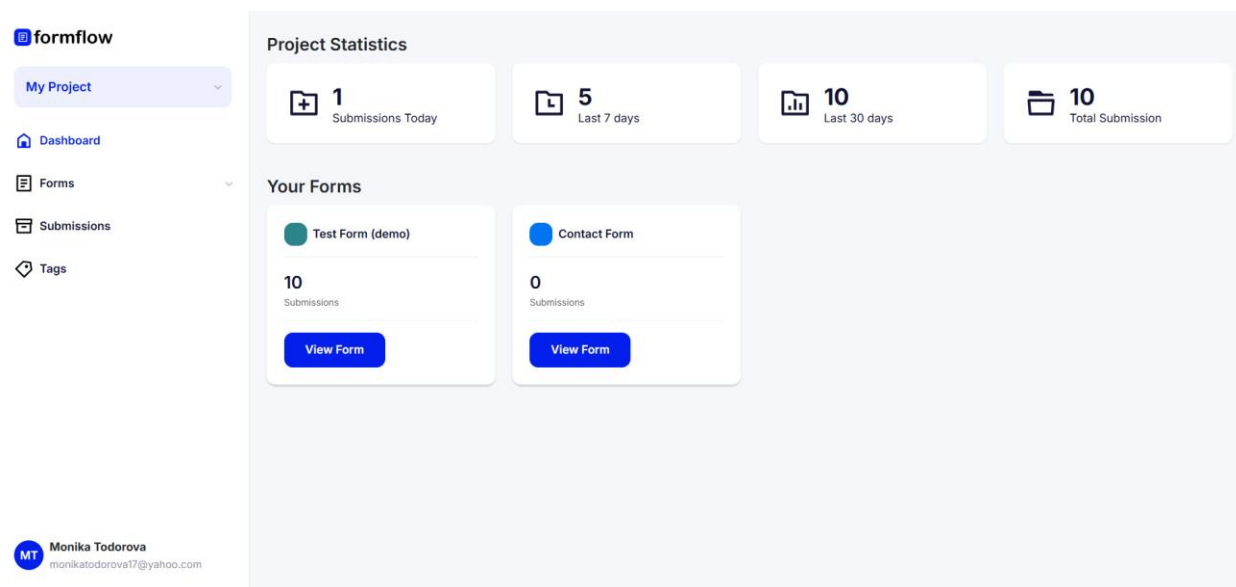 formflow
My Project
Dashboard
Forms
Submissions
Tags
MT
Monika Todorova
monikatodorova17@yahoo.com
Project Statistics
1
Submissions Today
5
Last 7 days
10
Last 30 days
10
Total Submission
Your Forms
Test Form (demo)
10
Submissions
View Form
Contact Form
0
Submissions
View Form